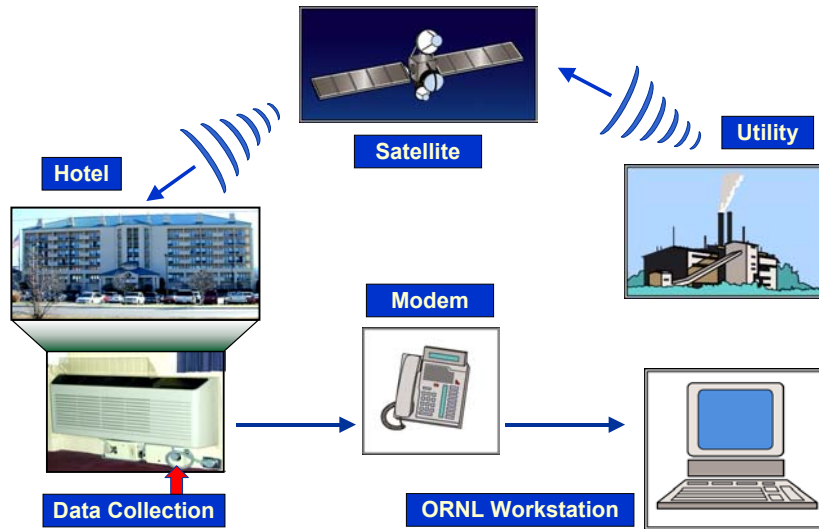 Satellite
Utility
Hotel
Modem
Data Collection
ORNL Workstation